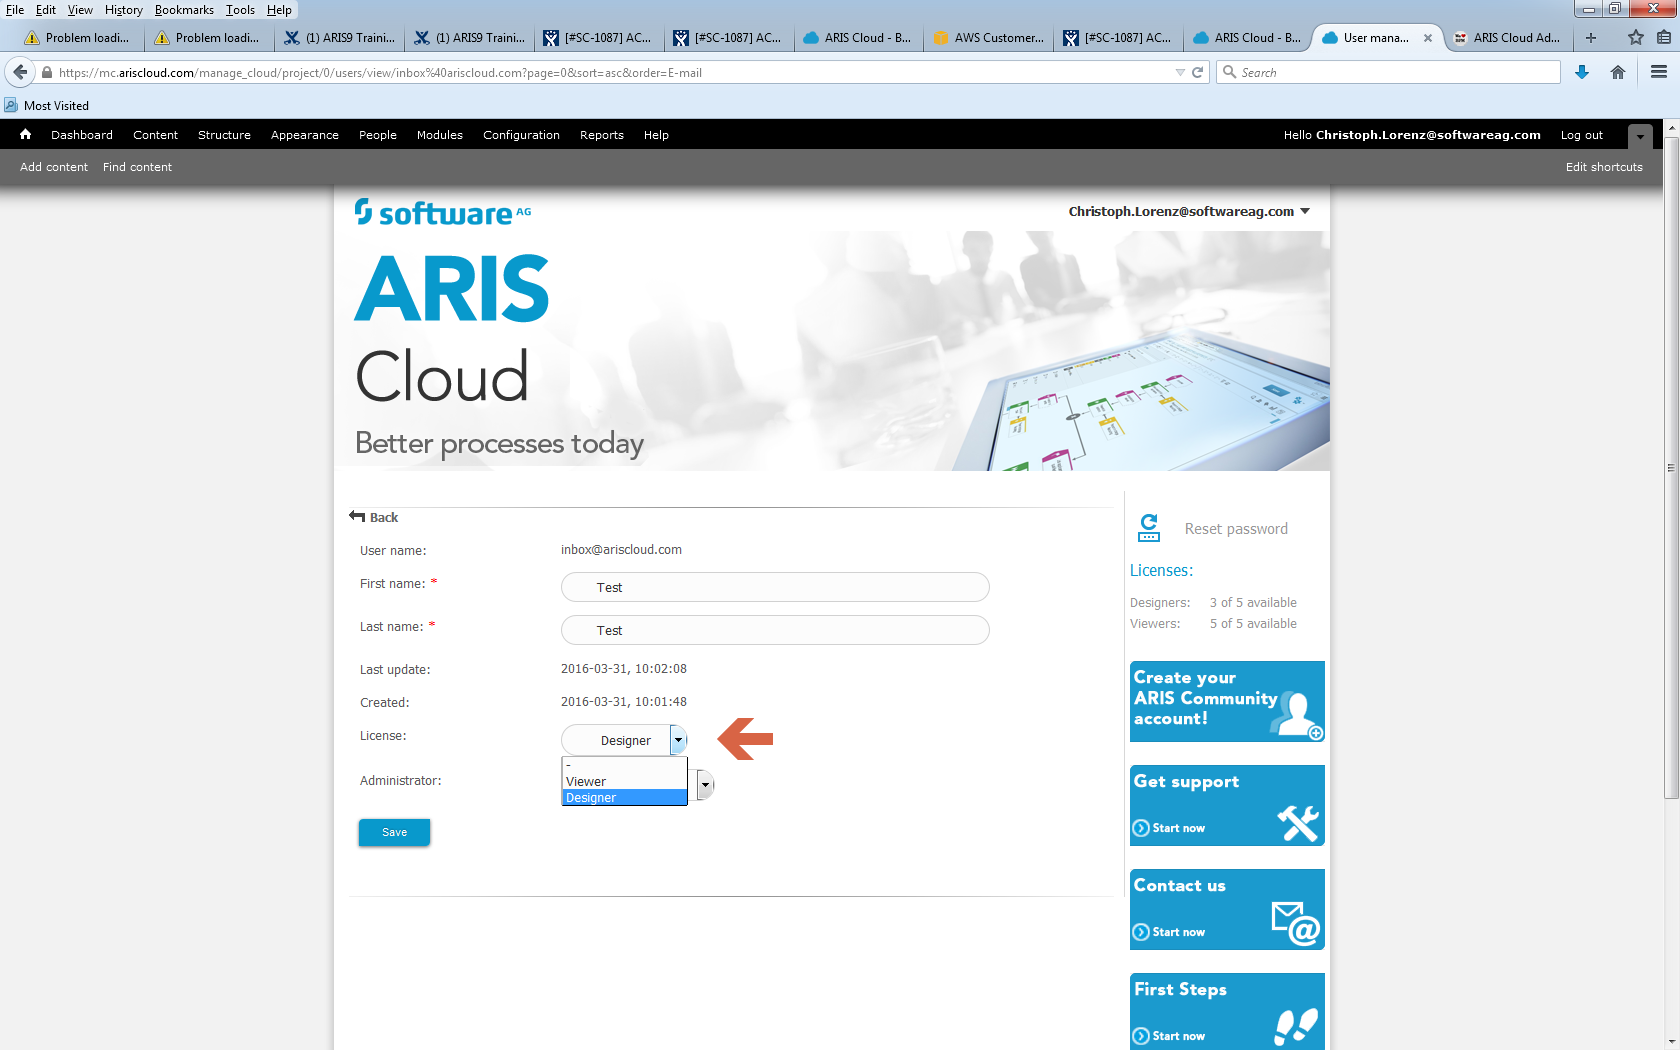 File Edit View History Bookmarks Tools Help
Problem loadi... Problem loadi... (1) ARIS9 Traini... (1) ARIS9 Traini... [#SC-1087] AC... [#SC-1087] AC... ARIS Cloud - B... AWS Customer... [#SC-1087] AC... ARIS Cloud - B... User mana... ARIS Cloud Ad...
https://mc.ariscloud.com/manage_cloud/project/0/users/view/inbox%40ariscloud.com?page=0&sort=asc&order=E-mail Search
Most Visited
Dashboard Content Structure Appearance People Modules Configuration Reports Help Hello Christoph.Lorenz@softwareag.com Log out
Add content Find content Edit shortcuts
software AG Christoph.Lorenz@softwareag.com
ARIS
Cloud
Better processes today
Back
User name: inbox@ariscloud.com
First name: * Test
Last name: * Test
Last update: 2016-03-31, 10:02:08
Created: 2016-03-31, 10:01:48
License: Designer
-
Viewer
Designer
Administrator:
Save
Reset password
Licenses:
Designers: 3 of 5 available
Viewers: 5 of 5 available
Create your
ARIS Community
account!
Get support
Start now
Contact us
Start now
First Steps
Start now